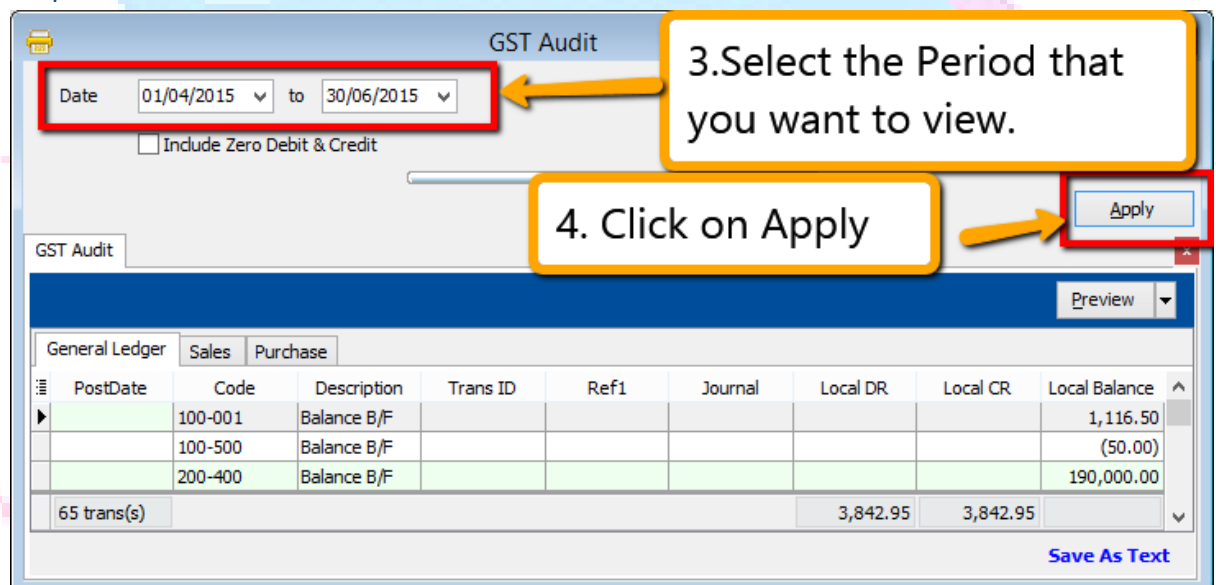 GST Audit
3.Select the Period that
you want to view.
Date 01/04/2015 to 30/06/2015
Include Zero Debit & Credit
4. Click on Apply
Apply
GST Audit
Preview
General Ledger Sales Purchase
PostDate Code Description Trans ID Ref1 Journal Local DR Local CR Local Balance
100-001 Balance B/F 1,116.50
100-500 Balance B/F (50.00)
200-400 Balance B/F 190,000.00
65 trans(s) 3,842.95 3,842.95
Save As Text